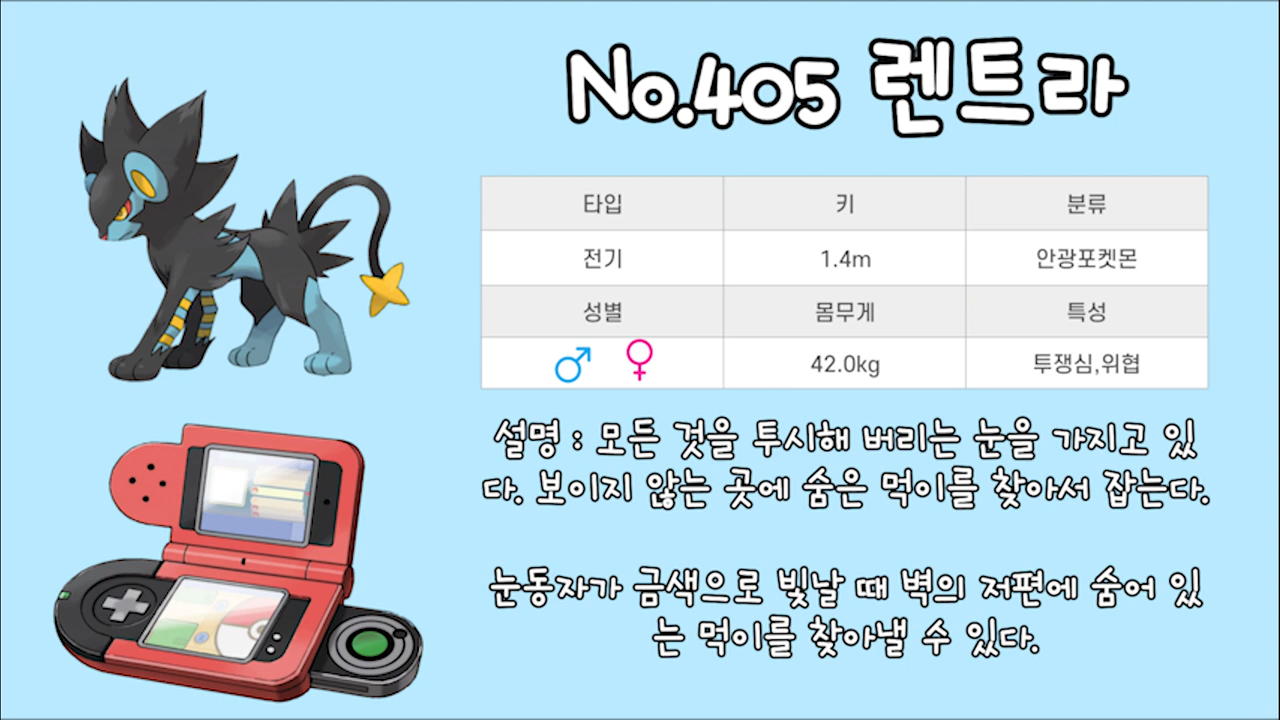 No.405 렌트라
타입 키 분류
전기 1.4m 안광포켓몬
성별 몸무게 특성
♂ ♀ 42.0kg 투쟁심,위협
설명 : 모든 것을 투시해 버리는 눈을 가지고 있
다. 보이지 않는 곳에 숨은 먹이를 찾아서 잡는다.
눈동자가 금색으로 빛날 때 벽의 저편에 숨어 있
는 먹이를 찾아낼 수 있다.